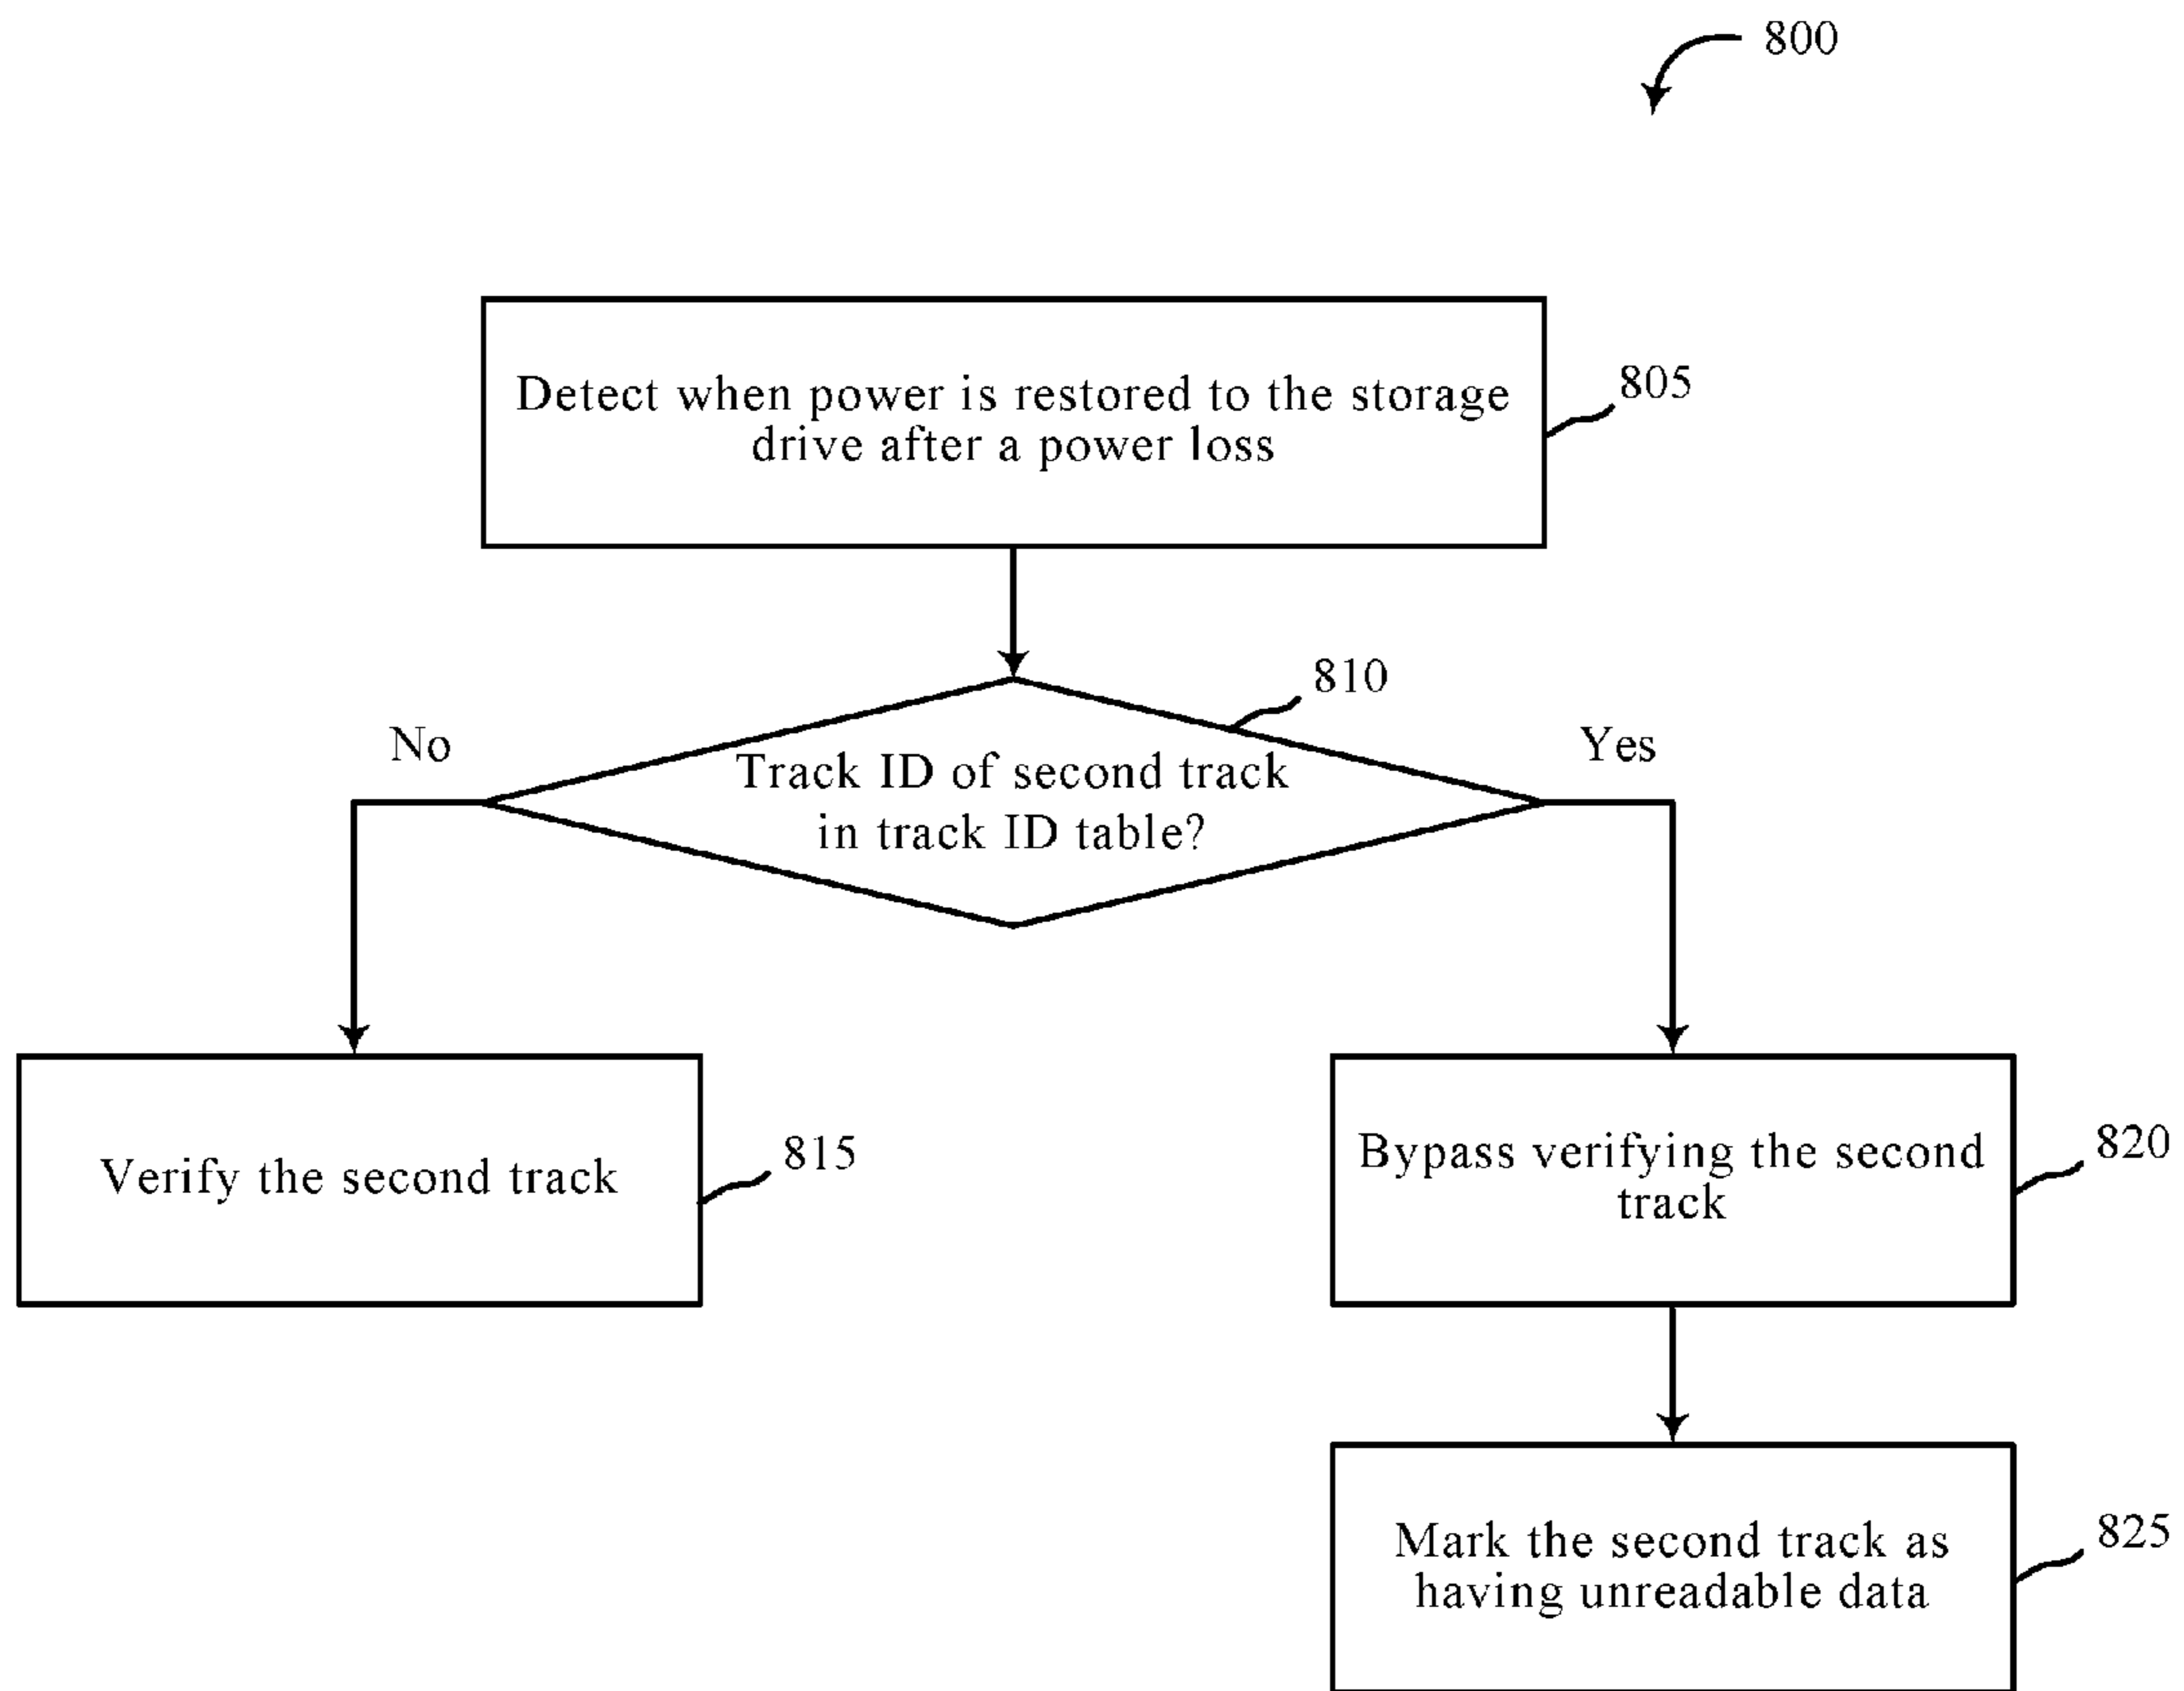 800
Detect when power is restored to the storage
drive after a power loss
805
810
No
Yes
Track ID of second track
in track ID table?
Verify the second track
815
Bypass verifying the second
track
820
Mark the second track as
having unreadable data
825